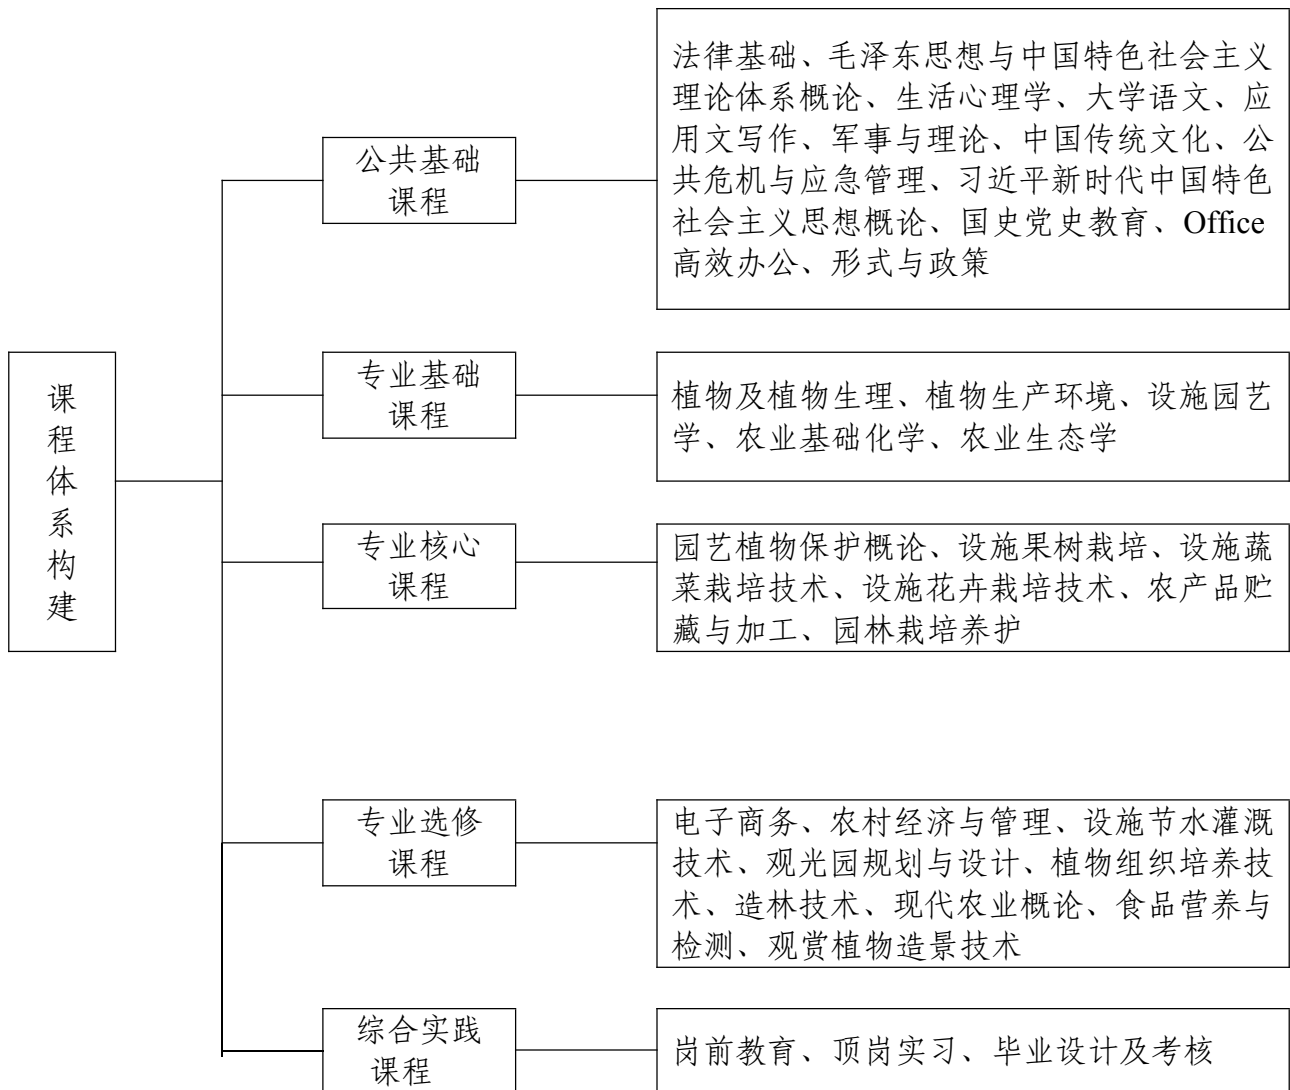 课
程
体
系
构
建
公共基础
课程
法律基础、毛泽东思想与中国特色社会主义
理论体系概论、生活心理学、大学语文、应
用文写作、军事与理论、中国传统文化、公
共危机与应急管理、习近平新时代中国特色
社会主义思想概论、国史党史教育、Office
高效办公、形式与政策
专业基础
课程
植物及植物生理、植物生产环境、设施园艺
学、农业基础化学、农业生态学
专业核心
课程
园艺植物保护概论、设施果树栽培、设施蔬
菜栽培技术、设施花卉栽培技术、农产品贮
藏与加工、园林栽培养护
专业选修
课程
电子商务、农村经济与管理、设施节水灌溉
技术、观光园规划与设计、植物组织培养技
术、造林技术、现代农业概论、食品营养与
检测、观赏植物造景技术
综合实践
课程
岗前教育、顶岗实习、毕业设计及考核